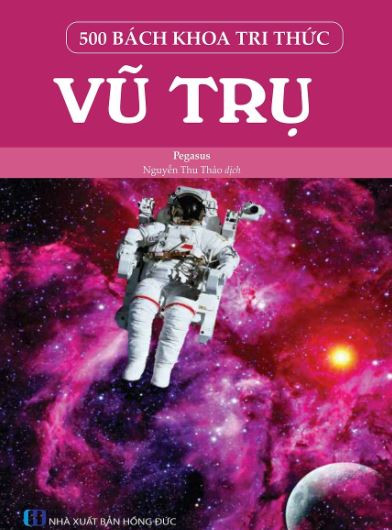 500 BÁCH KHOA TRI THỨC
VŨ TRỤ
Pegasus
Nguyễn Thu Thảo dịch
NHÀ XUẤT BẢN HỒNG ĐỨC